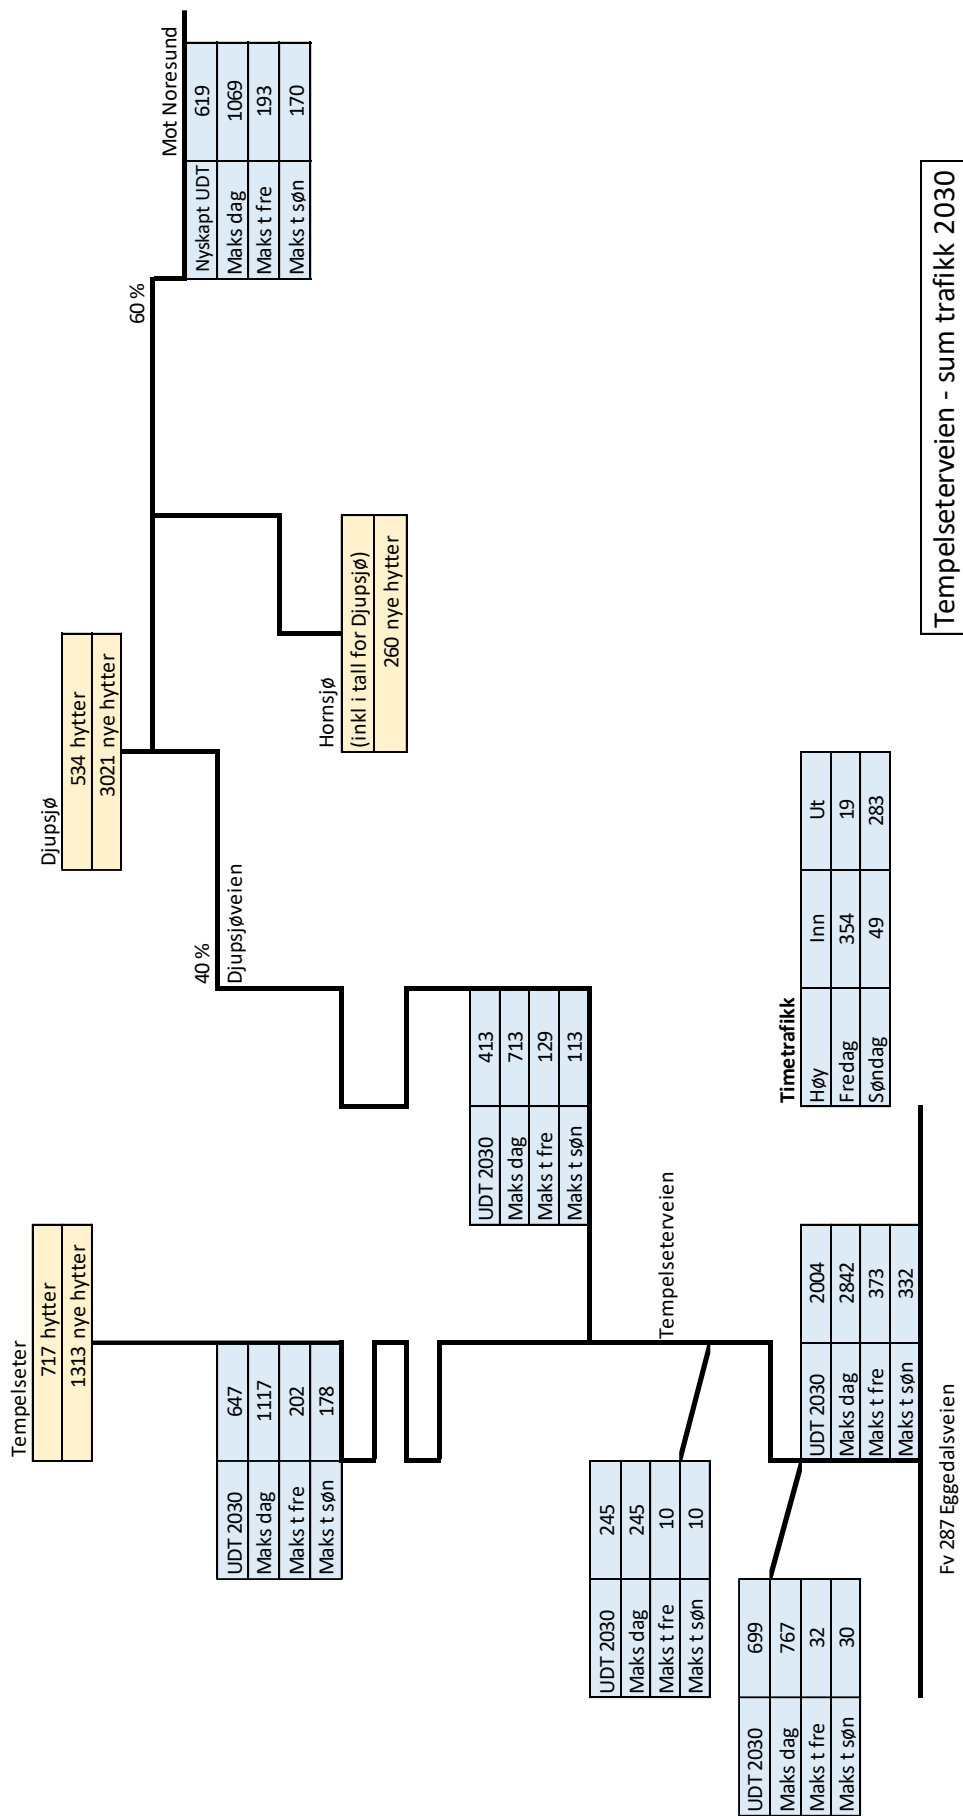 Tempelseter
717 hytter
1313 nye hytter
UDT 2030 647
Maks dag 1117
Maks t fre 202
Maks t søn 178
Djupsjø
534 hytter
3021 nye hytter
40 %
Djupsjøveien
60 %
Mot Noresund
Nyskapt UDT 619
Maks dag 1069
Maks t fre 193
Maks t søn 170
Hornsjø
(inkl i tall for Djupsjø)
260 nye hytter
UDT 2030 413
Maks dag 713
Maks t fre 129
Maks t søn 113
Tempelseterveien
UDT 2030 245
Maks dag 245
Maks t fre 10
Maks t søn 10
UDT 2030 699
Maks dag 767
Maks t fre 32
Maks t søn 30
UDT 2030 2004
Maks dag 2842
Maks t fre 373
Maks t søn 332
Timetrafikk
Høy Inn Ut
Fredag 354 19
Søndag 49 283
Fv 287 Eggedalsveien
Tempelseterveien - sum trafikk 2030